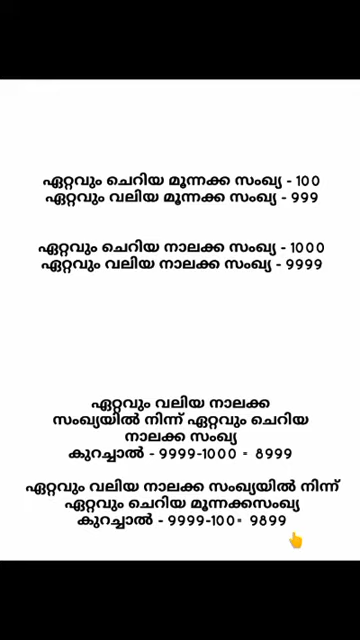 ഏറ്റവും ചെറിയ മൂന്നക്ക സംഖ്യ - 100
ഏറ്റവും വലിയ മൂന്നക്ക സംഖ്യ - 999
ഏറ്റവും ചെറിയ നാലക്ക സംഖ്യ - 1000
ഏറ്റവും വലിയ നാലക്ക സംഖ്യ - 9999
ഏറ്റവും വലിയ നാലക്ക
സംഖ്യയിൽ നിന്ന് ഏറ്റവും ചെറിയ
നാലക്ക സംഖ്യ
കുറച്ചാൽ - 9999-1000 = 8999
ഏറ്റവും വലിയ നാലക്ക സംഖ്യയിൽ നിന്ന്
ഏറ്റവും ചെറിയ മൂന്നക്കസംഖ്യ
കുറച്ചാൽ - 9999-100= 9899